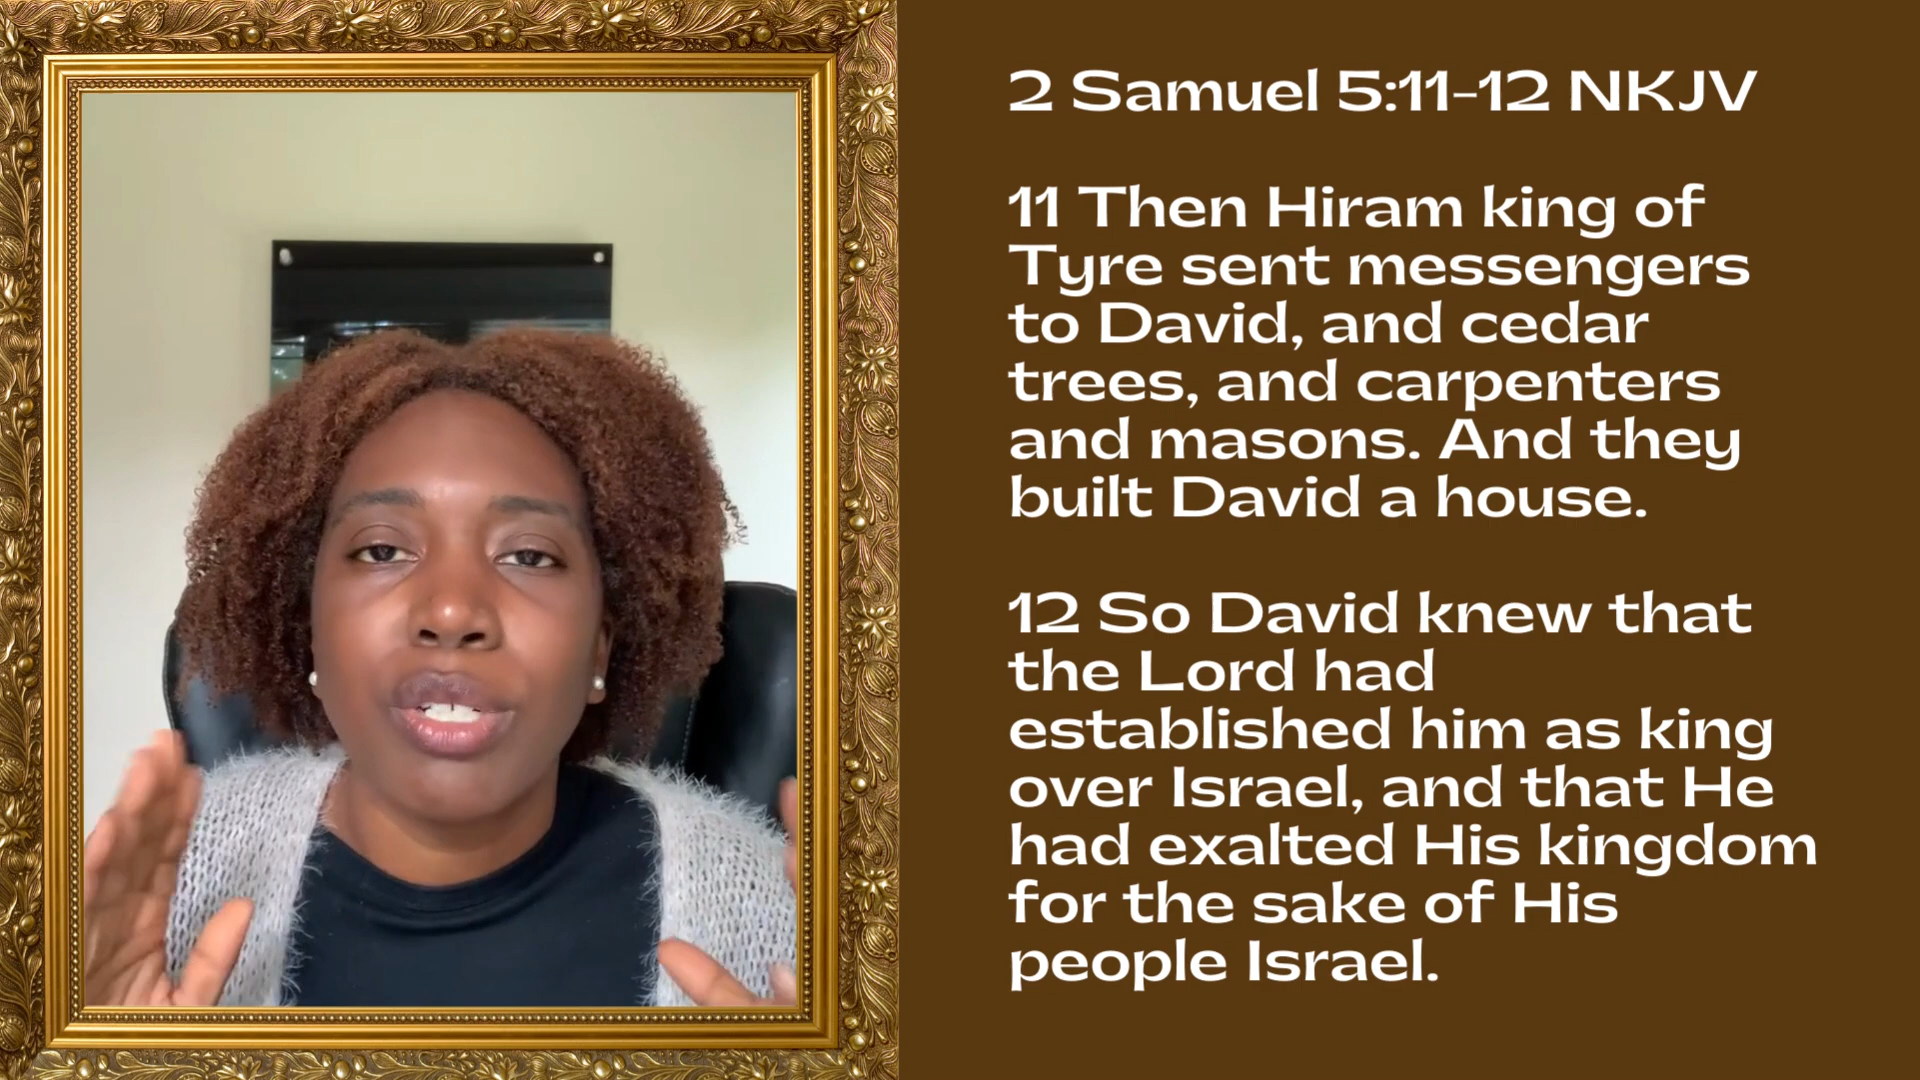 2 Samuel 5:11-12 NKJV
11 Then Hiram king of
Tyre sent messengers
to David, and cedar
trees, and carpenters
and masons. And they
built David a house.
12 So David knew that
the Lord had
established him as king
over Israel, and that He
had exalted His kingdom
for the sake of His
people Israel.